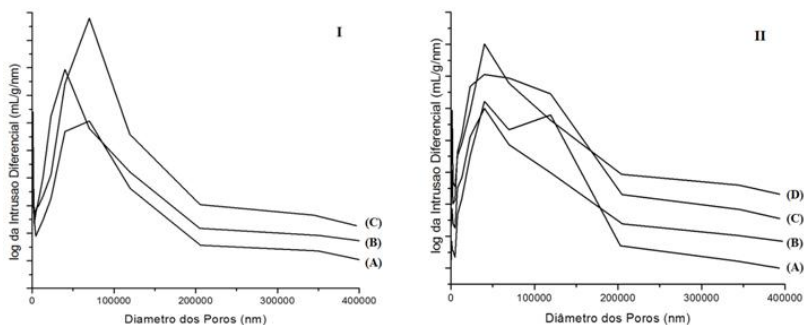 I
log da Intrusao Diferencial (mL/g/nm)
(C)
(B)
(A)
0
100000
200000
300000
400000
Diametro dos Poros (nm)
II
log da Intrusão Diferencial (mL/g/nm)
(D)
(C)
(B)
(A)
0
100000
200000
300000
400000
Diâmetro dos Poros (nm)